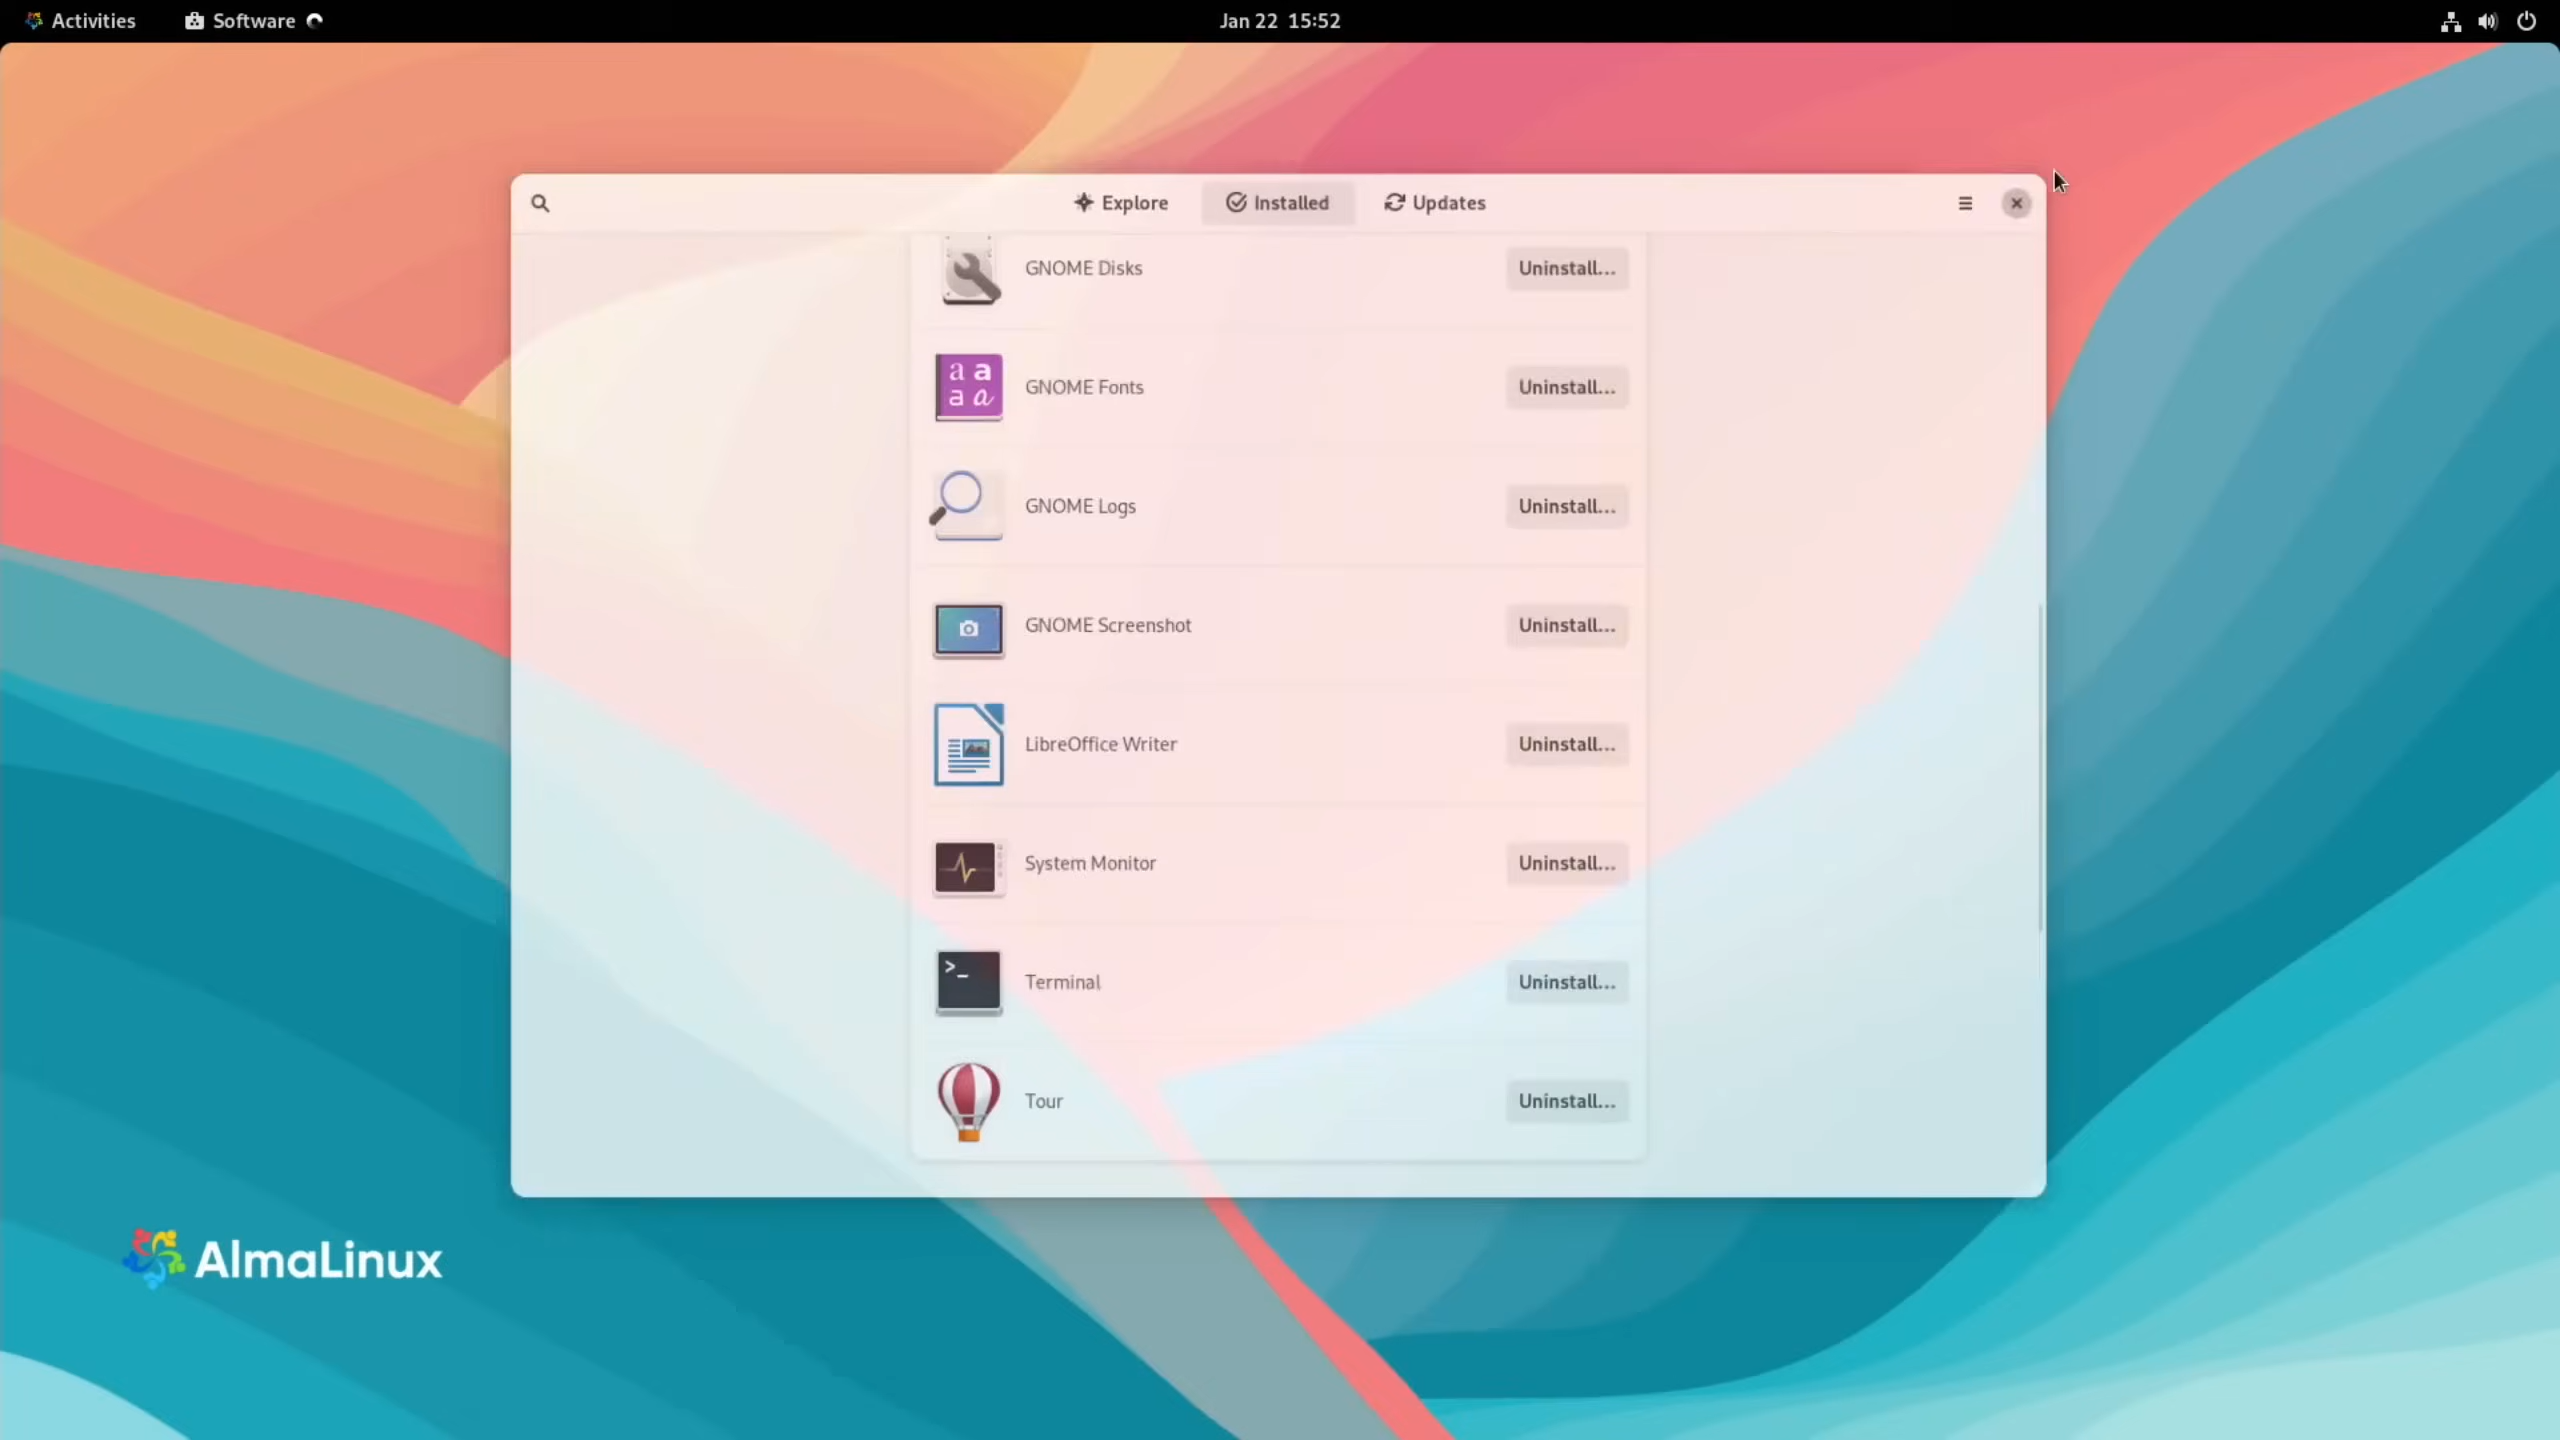 Activities Software Jan 22 15:52
Explore Installed Updates
GNOME Disks Uninstall...
GNOME Fonts Uninstall...
GNOME Logs Uninstall...
GNOME Screenshot Uninstall...
LibreOffice Writer Uninstall...
System Monitor Uninstall...
Terminal Uninstall...
Tour Uninstall...
AlmaLinux